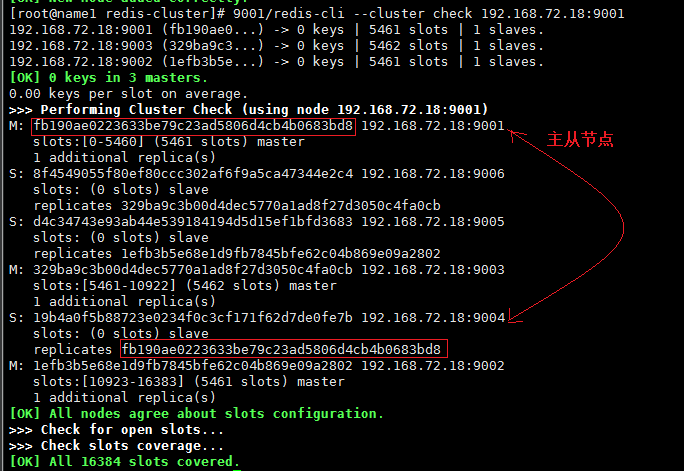 [OK] New node added correctly.
[root@name1 redis-cluster]# 9001/redis-cli --cluster check 192.168.72.18:9001
192.168.72.18:9001 (fb190ae0...) -> 0 keys | 5461 slots | 1 slaves.
192.168.72.18:9003 (329ba9c3...) -> 0 keys | 5462 slots | 1 slaves.
192.168.72.18:9002 (1efb3b5e...) -> 0 keys | 5461 slots | 1 slaves.
[OK] 0 keys in 3 masters.
0.00 keys per slot on average.
>>> Performing Cluster Check (using node 192.168.72.18:9001)
M: fb190ae0223633be79c23ad5806d4cb4b0683bd8 192.168.72.18:9001
slots:[0-5460] (5461 slots) master
1 additional replica(s)
主从节点
S: 8f4549055f80ef80ccc302af6f9a5ca47344e2c4 192.168.72.18:9006
slots: (0 slots) slave
replicates 329ba9c3b00d4dec5770a1ad8f27d3050c4fa0cb
S: d4c34743e93ab44e539184194d5d15ef1bfd3683 192.168.72.18:9005
slots: (0 slots) slave
replicates 1efb3b5e68e1d9fb7845bfe62c04b869e09a2802
M: 329ba9c3b00d4dec5770a1ad8f27d3050c4fa0cb 192.168.72.18:9003
slots:[5461-10922] (5462 slots) master
1 additional replica(s)
S: 19b4a0f5b88723e0234f0c3cf171f62d7de0fe7b 192.168.72.18:9004
slots: (0 slots) slave
replicates fb190ae0223633be79c23ad5806d4cb4b0683bd8
M: 1efb3b5e68e1d9fb7845bfe62c04b869e09a2802 192.168.72.18:9002
slots:[10923-16383] (5461 slots) master
1 additional replica(s)
[OK] All nodes agree about slots configuration.
>>> Check for open slots...
>>> Check slots coverage...
[OK] All 16384 slots covered.